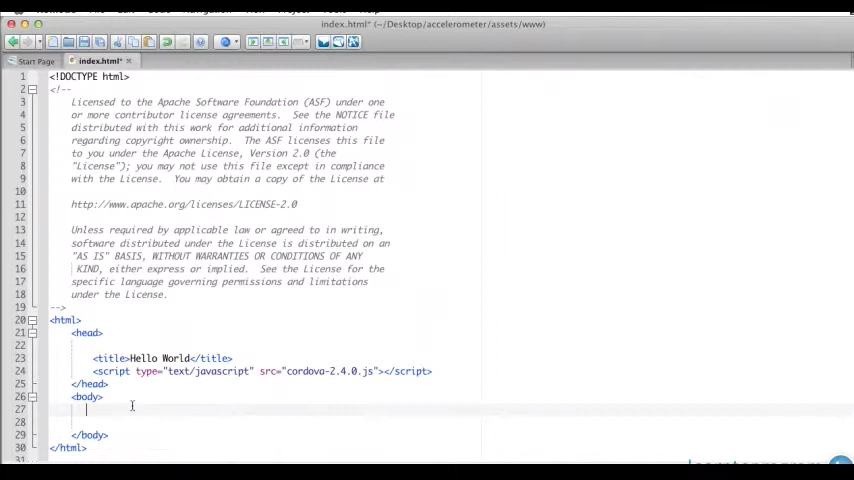 index.html* (~/Desktop/accelerometer/assets/www)
Start Page
index.html*
1 <!DOCTYPE html>
2 <!--
3 Licensed to the Apache Software Foundation (ASF) under one
4 or more contributor license agreements.  See the NOTICE file
5 distributed with this work for additional information
6 regarding copyright ownership.  The ASF licenses this file
7 to you under the Apache License, Version 2.0 (the
8 "License"); you may not use this file except in compliance
9 with the License.  You may obtain a copy of the License at
10
11 http://www.apache.org/licenses/LICENSE-2.0
12
13 Unless required by applicable law or agreed to in writing,
14 software distributed under the License is distributed on an
15 "AS IS" BASIS, WITHOUT WARRANTIES OR CONDITIONS OF ANY
16 KIND, either express or implied.  See the License for the
17 specific language governing permissions and limitations
18 under the License.
19 -->
20 <html>
21 <head>
22
23 <title>Hello World</title>
24 <script type="text/javascript" src="cordova-2.4.0.js"></script>
25 </head>
26 <body>
27
28
29 </body>
30 </html>
31